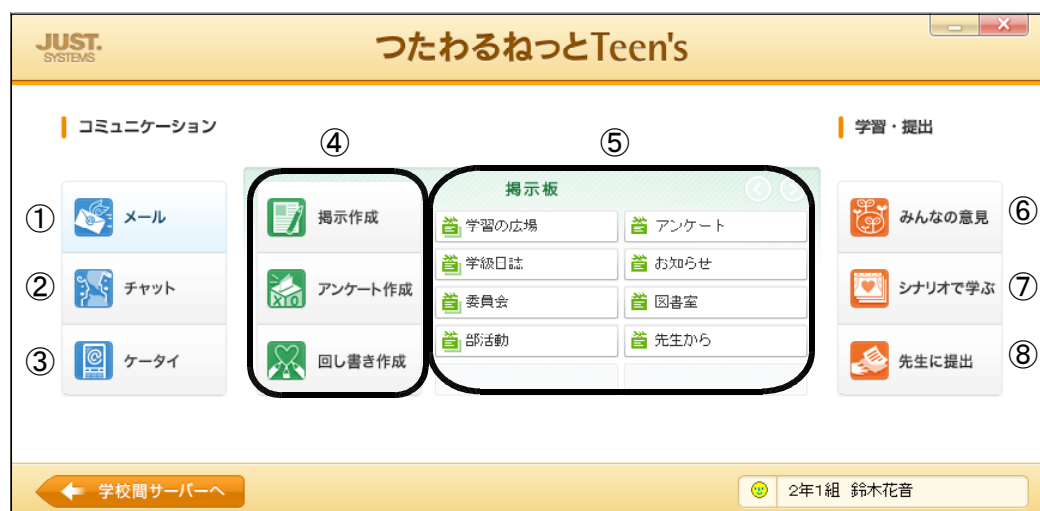 JUST.
SYSTEMS
つたわるねっとTeen's
コミュニケーション
④
⑤
学習・提出
①
メール
②
チャット
③
ケータイ
掲示作成
アンケート作成
回し書き作成
掲示板
学習の広場
アンケート
学級日誌
お知らせ
委員会
図書室
部活動
先生から
みんなの意見
⑥
シナリオで学ぶ
⑦
先生に提出
⑧
学校間サーバーへ
2年1組 鈴木花音